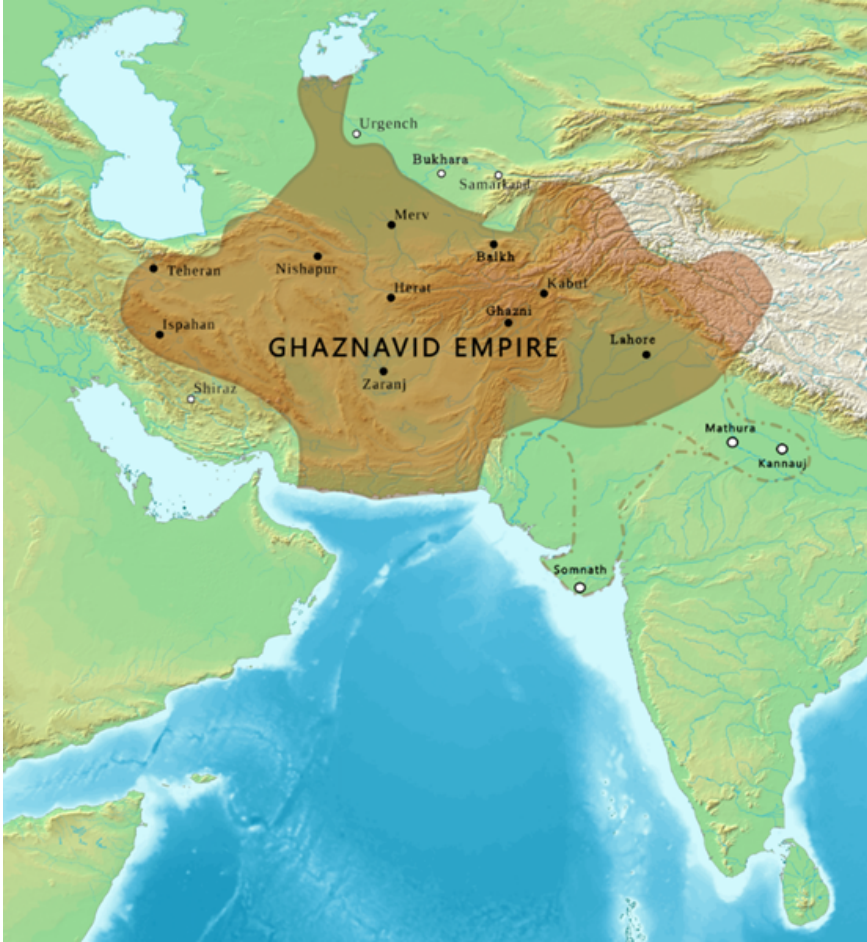 Urgench
Bukhara
Samarkand
Merv
Balkh
Teheran
Nishapur
Herat
Kabul
Ghazni
Ispahan
GHAZNAVID EMPIRE
Lahore
Zaranj
Shiraz
Mathura
Kannauj
Somnath